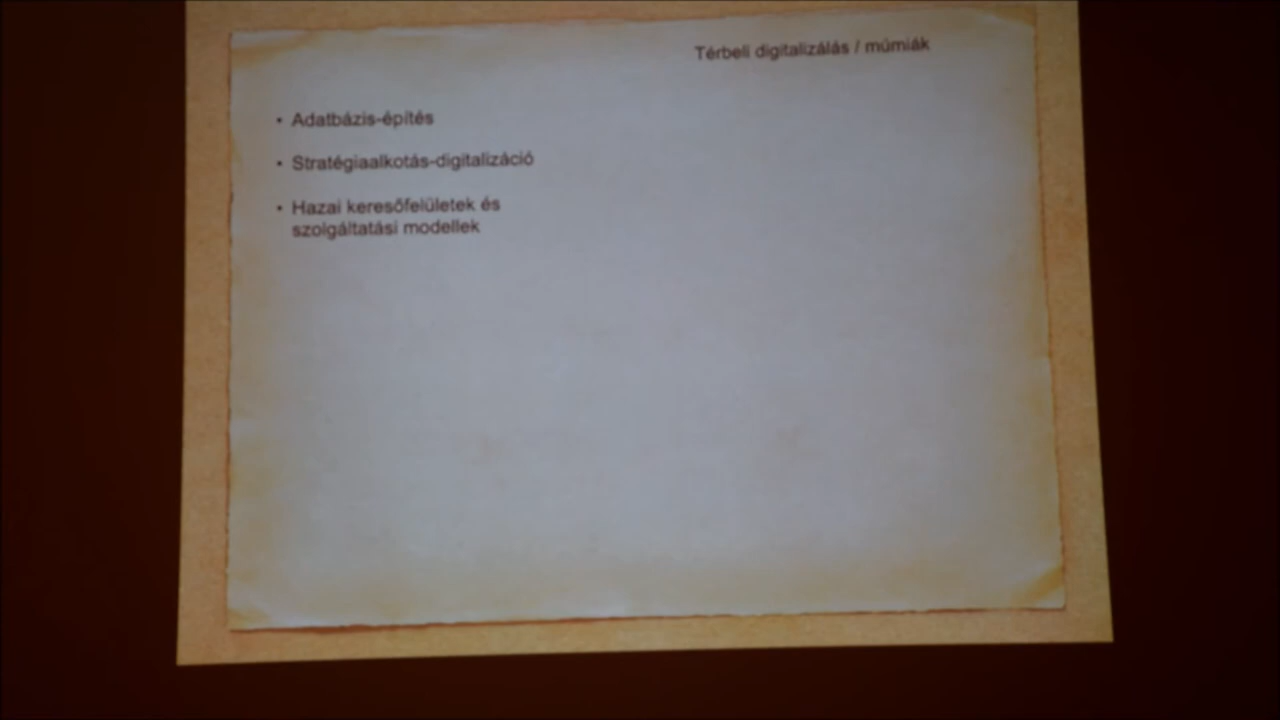 Térbeli digitalizálás / múmiák
• Adatbázis-építés
• Stratégiaalkotás-digitalizáció
• Hazai keresőfelületek és
szolgáltatási modellek